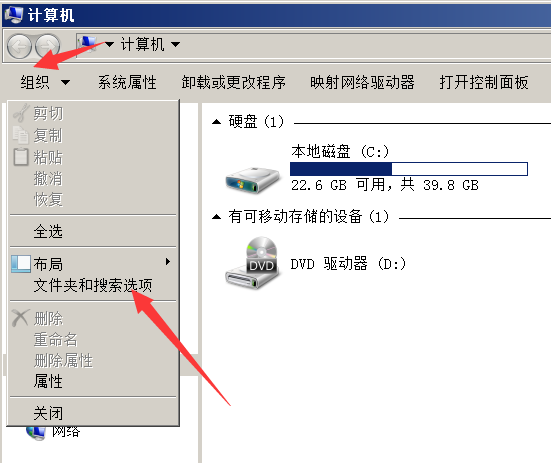 计算机
计算机
组织 系统属性 卸载或更改程序 映射网络驱动器 打开控制面板
剪切
复制
粘贴
撤消
恢复
全选
布局
文件夹和搜索选项
删除
重命名
删除属性
属性
关闭
网络
硬盘 (1)
本地磁盘 (C:)
22.6 GB 可用，共 39.8 GB
有可移动存储的设备 (1)
DVD
DVD 驱动器 (D:)